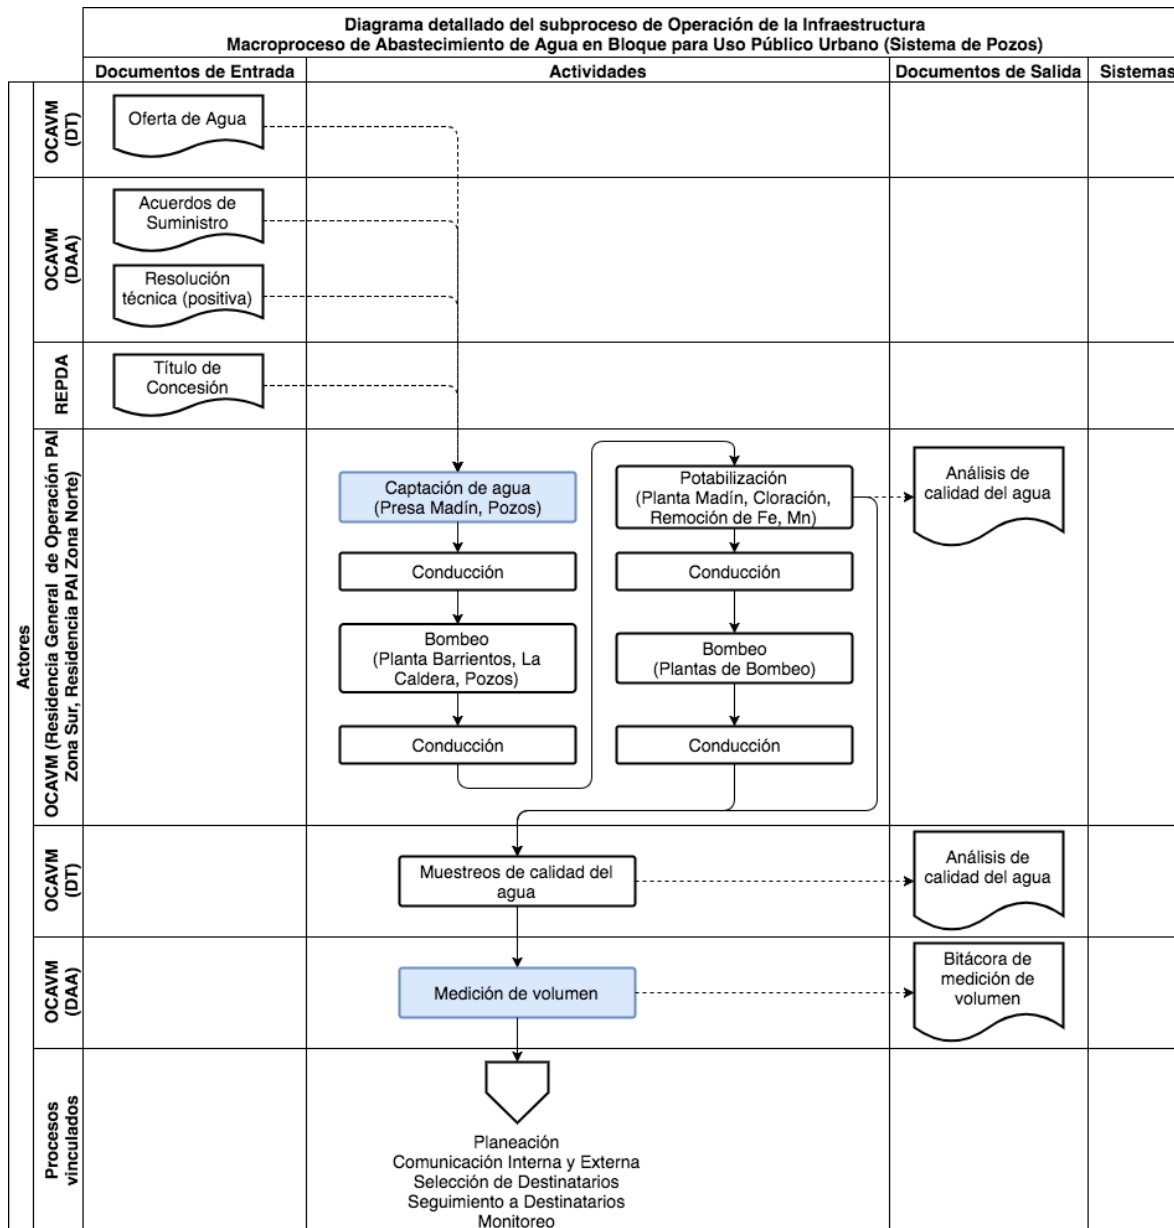 Diagrama detallado del subproceso de Operación de la Infraestructura
Macroproceso de Abastecimiento de Agua en Bloque para Uso Público Urbano (Sistema de Pozos)
Documentos de Entrada
Actividades
Documentos de Salida
Sistemas
Actores
OCAVM
(DT)
Oferta de Agua
OCAVM
(DAA)
Acuerdos de
Suministro
Resolución
técnica (positiva)
REPDA
Título de
Concesión
OCAVM (Residencia General de Operación PAI
Zona Sur, Residencia PAI Zona Norte)
Captación de agua
(Presa Madín, Pozos)
Conducción
Bombeo
(Planta Barrientos, La
Caldera, Pozos)
Conducción
Potabilización
(Planta Madín, Cloración,
Remoción de Fe, Mn)
Conducción
Bombeo
(Plantas de Bombeo)
Conducción
Análisis de
calidad del agua
OCAVM
(DT)
Muestreos de calidad del
agua
Análisis de
calidad del agua
OCAVM
(DAA)
Medición de volumen
Bitácora de
medición de
volumen
Procesos
vinculados
Planeación
Comunicación Interna y Externa
Selección de Destinatarios
Seguimiento a Destinatarios
Monitoreo